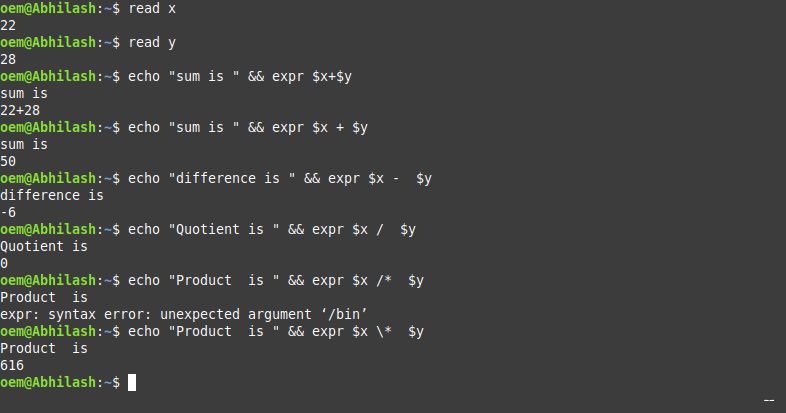 oem@Abhilash:~$ read x
22
oem@Abhilash:~$ read y
28
oem@Abhilash:~$ echo "sum is " && expr $x+$y
sum is
22+28
oem@Abhilash:~$ echo "sum is " && expr $x + $y
sum is
50
oem@Abhilash:~$ echo "difference is " && expr $x -  $y
difference is
-6
oem@Abhilash:~$ echo "Quotient is " && expr $x /  $y
Quotient is
0
oem@Abhilash:~$ echo "Product  is " && expr $x /*  $y
Product  is
expr: syntax error: unexpected argument ‘/bin’
oem@Abhilash:~$ echo "Product  is " && expr $x \*  $y
Product  is
616
oem@Abhilash:~$